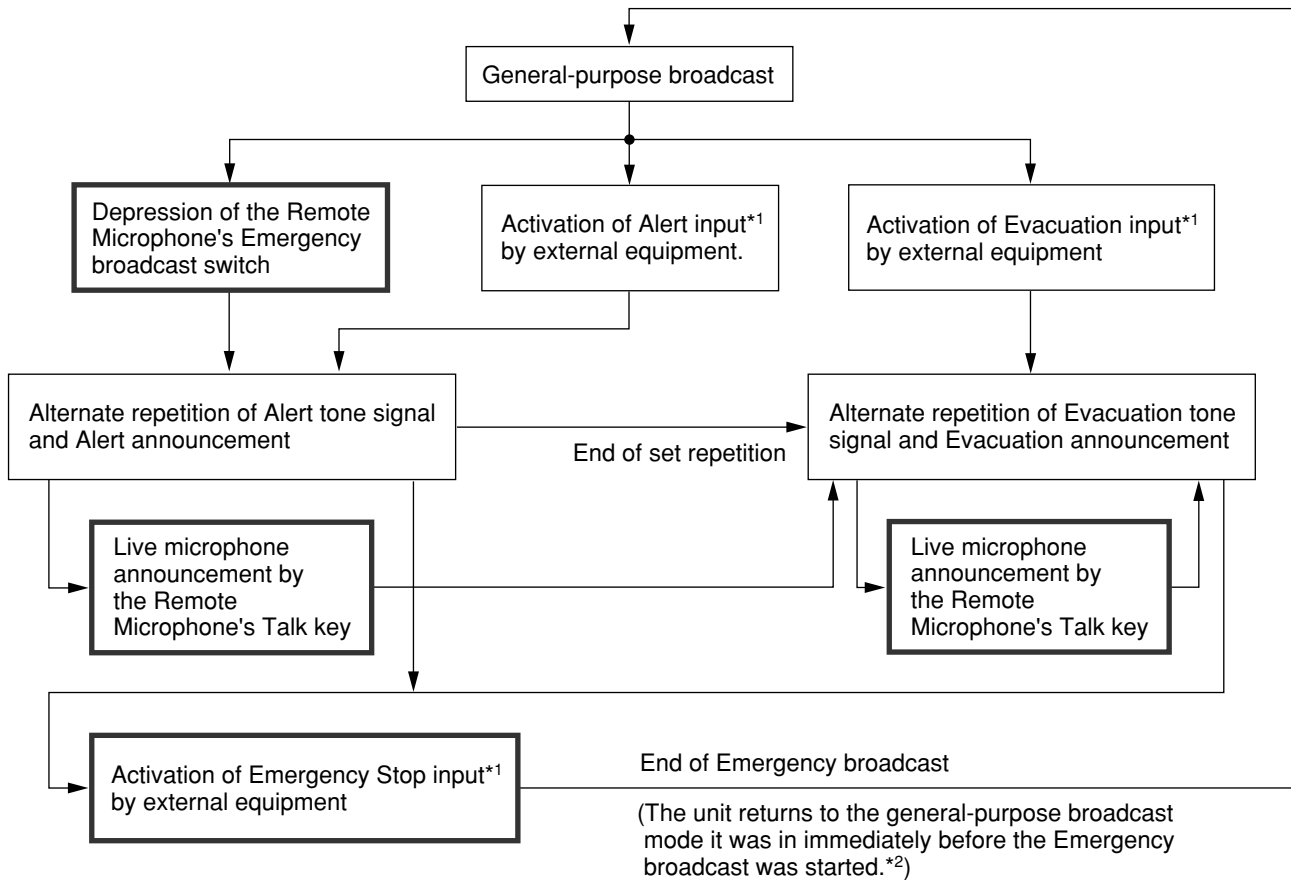 General-purpose broadcast
Depression of the Remote
Microphone's Emergency
broadcast switch
Activation of Alert input*1
by external equipment.
Activation of Evacuation input*1
by external equipment
Alternate repetition of Alert tone signal
and Alert announcement
End of set repetition
Alternate repetition of Evacuation tone
signal and Evacuation announcement
Live microphone
announcement by
the Remote
Microphone's Talk key
Live microphone
announcement by
the Remote
Microphone's Talk key
Activation of Emergency Stop input*1
by external equipment
End of Emergency broadcast
(The unit returns to the general-purpose broadcast
mode it was in immediately before the Emergency
broadcast was started.*2)